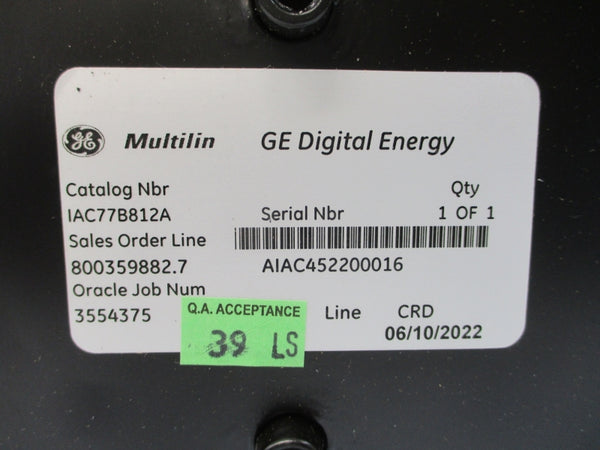 GE Multilin GE Digital Energy
Catalog Nbr Qty
IAC77B812A Serial Nbr 1 OF 1
Sales Order Line
800359882.7 AIAC452200016
Oracle Job Num
3554375 Q.A. ACCEPTANCE Line CRD
39 LS 06/10/2022